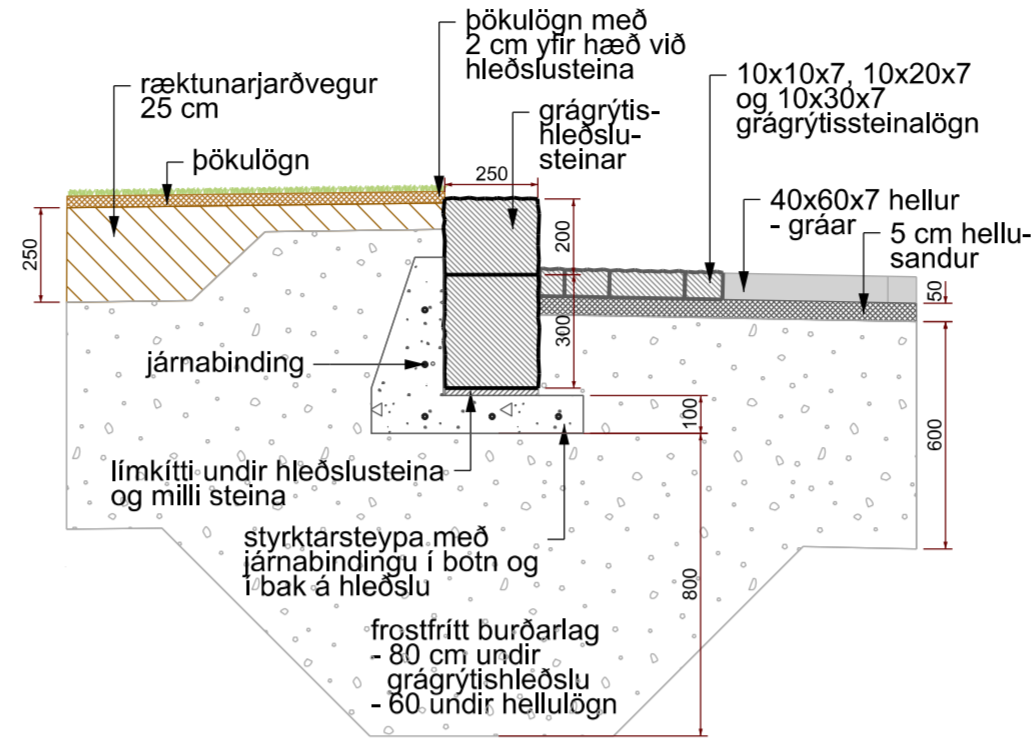 þökulögn með
2 cm yfir hæð við
hleðslusteina
ræktunarjarðvegur
25 cm
grágrýtis-
hleðslu-
steinar
10x10x7, 10x20x7
og 10x30x7
grágrýtissteinalögn
þökulögn
250
40x60x7 hellur
- gráar
5 cm hellu-
sandur
250
200
50
300
járnabinding
100
600
límkítti undir hleðslusteina
og milli steina
styrktarsteypa með
járnabindingu í botn og
í bak á hleðslu
800
frostfrítt burðarlag
- 80 cm undir
grágrýtishleðslu
- 60 undir hellulögn